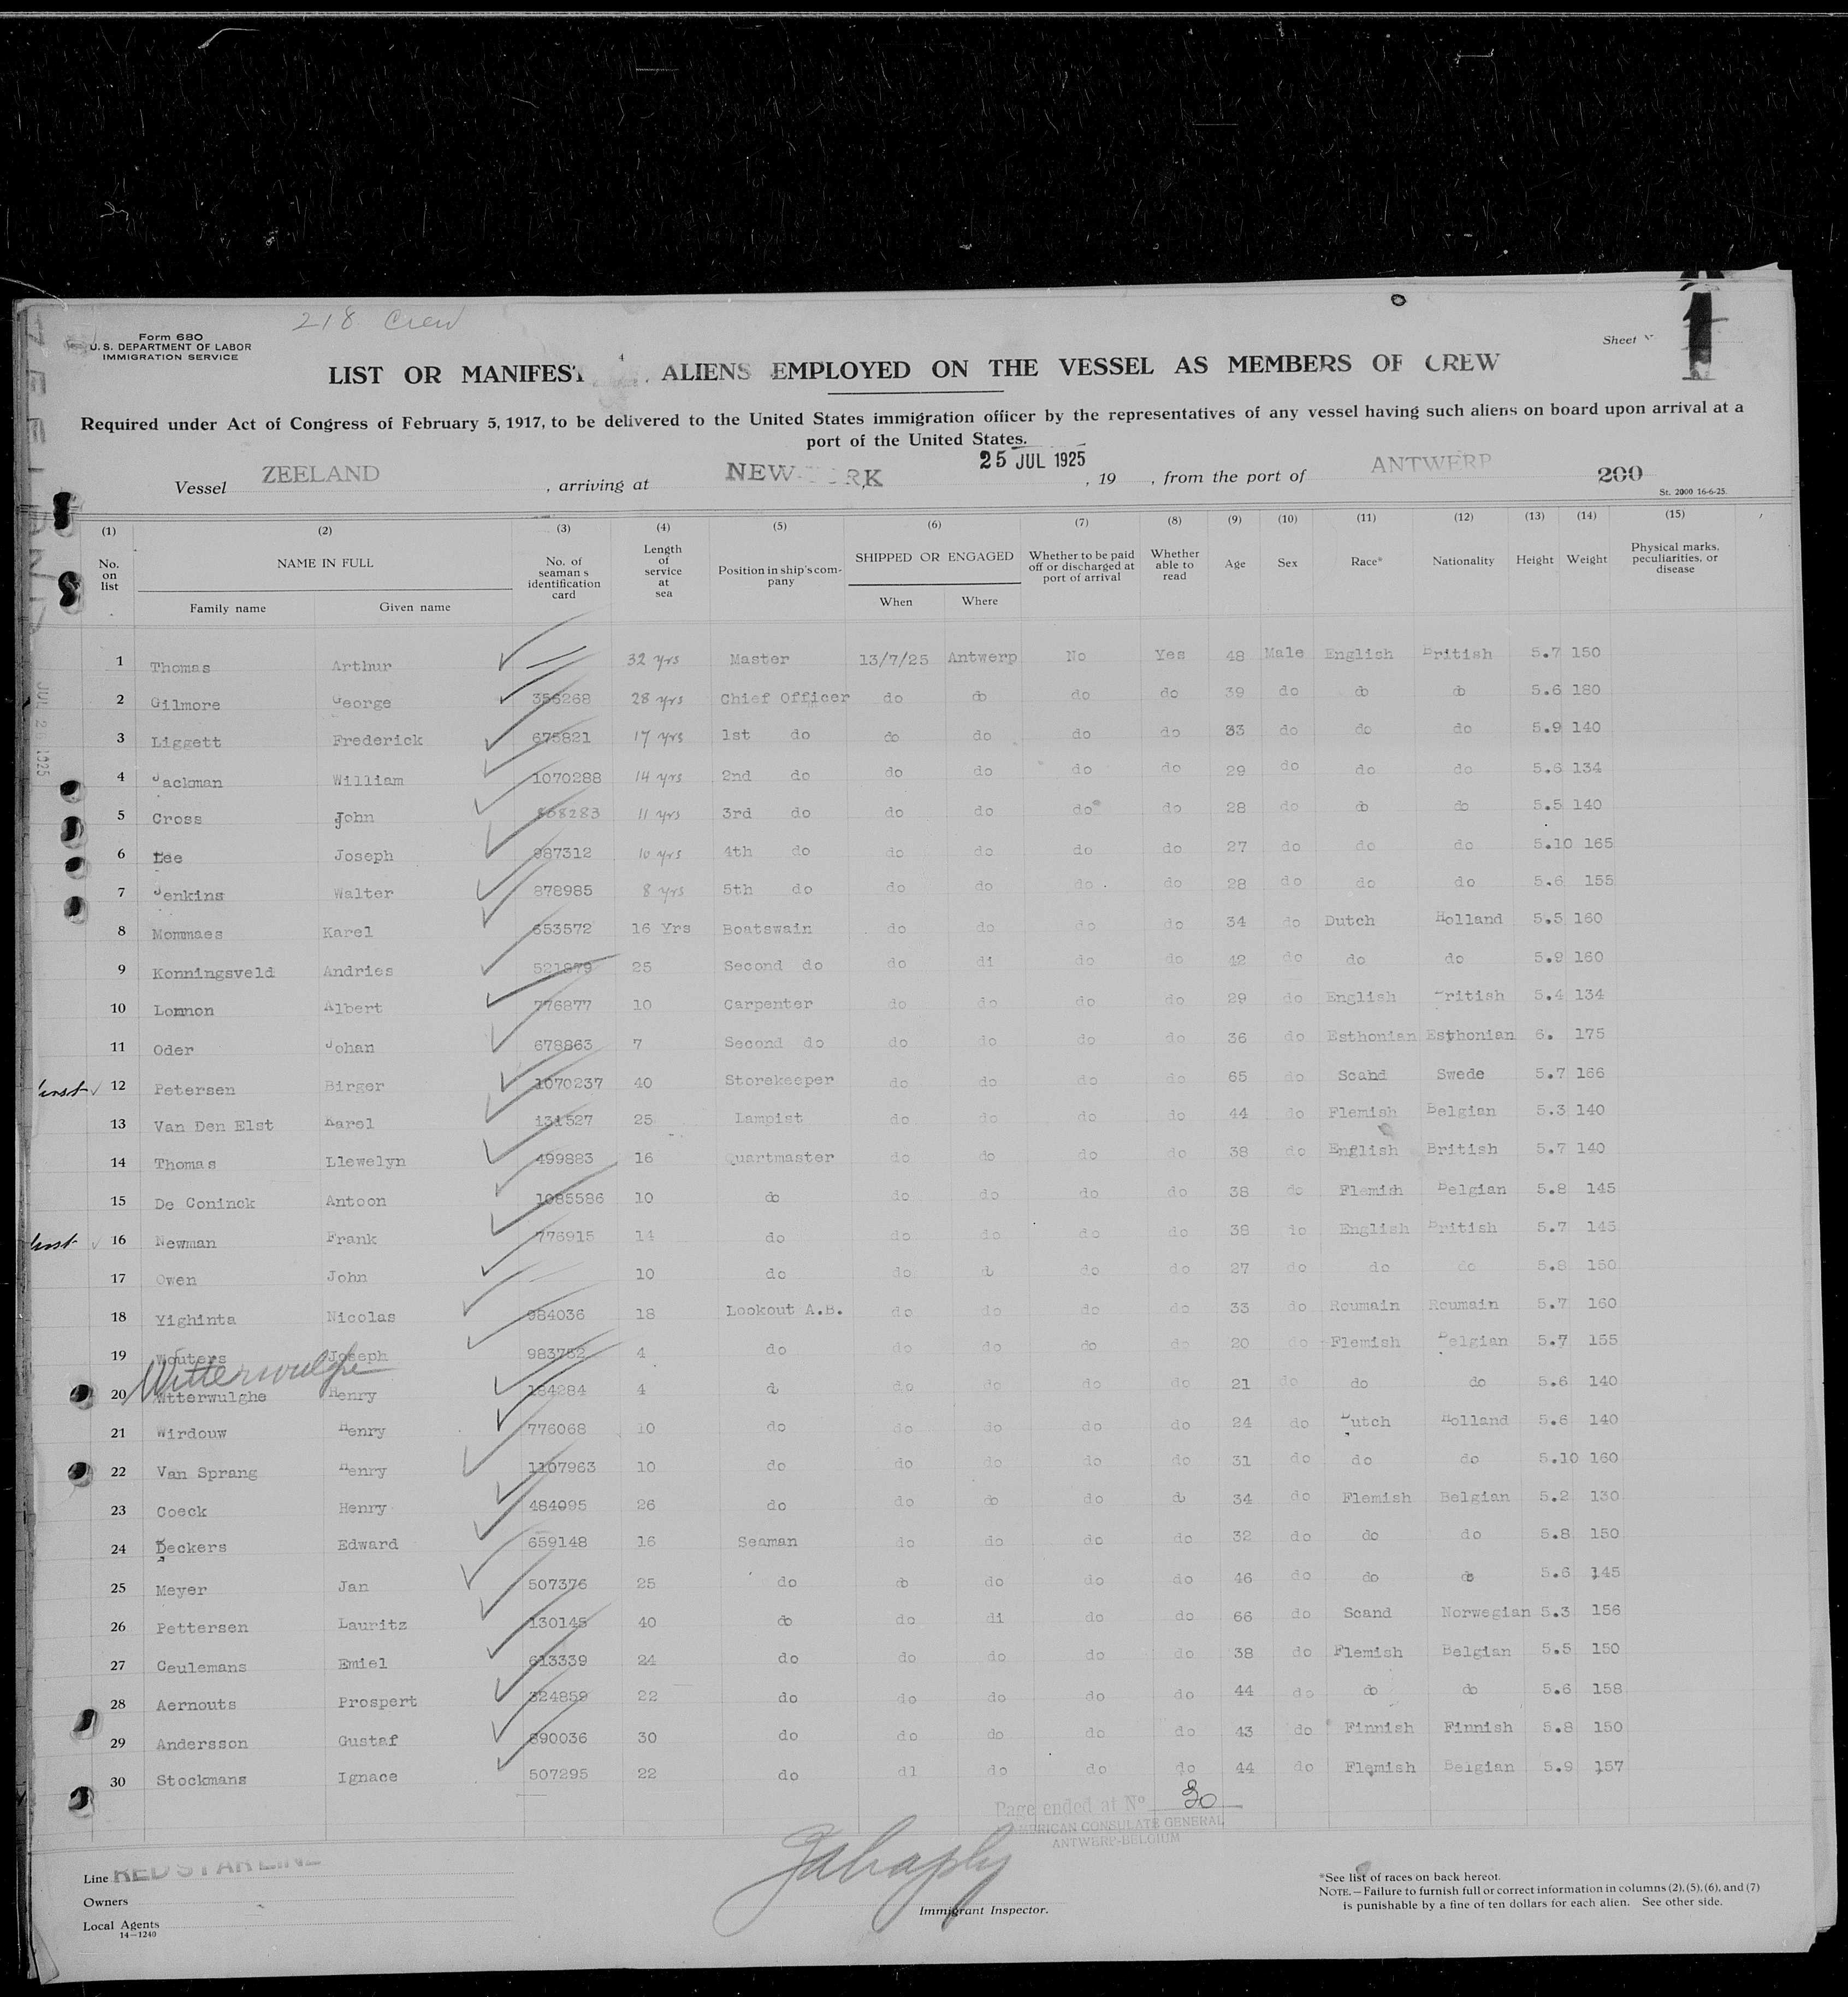 218 Crew
Form 680
U. S. DEPARTMENT OF LABOR
IMMIGRATION SERVICE
Sheet
1
LIST OR MANIFEST ALIENS EMPLOYED ON THE VESSEL AS MEMBERS OF CREW
Required under Act of Congress of February 5, 1917, to be delivered to the United States immigration officer by the representatives of any vessel having such aliens on board upon arrival at a
port of the United States.
Vessel ZEELAND , arriving at NEW YORK 25 JUL 1925 , 19 , from the port of ANTWERP 200
St. 2000 16-6-25.
(1) (2) (3) (4) (5) (6) (7) (8) (9) (10) (11) (12) (13) (14) (15)
No. on list NAME IN FULL Family name Given name No. of seaman s identification card Length of service at sea Position in ship's company SHIPPED OR ENGAGED When Where Whether to be paid off or discharged at port of arrival Whether able to read Age Sex Race* Nationality Height Weight Physical marks, peculiarities, or disease
1 Thomas Arthur — 32 yrs Master 13/7/25 Antwerp No Yes 48 Male English British 5.7 150
2 Gilmore George 356268 28 yrs Chief Officer do do do do 39 do do do 5.6 180
3 Liggett Frederick 675821 17 yrs 1st do do do do do 33 do do do 5.9 140
4 Jackman William 1070288 14 yrs 2nd do do do do do 29 do do do 5.6 134
5 Cross John 858283 11 yrs 3rd do do do do do 28 do do do 5.5 140
6 Lee Joseph 987312 10 yrs 4th do do do do do 27 do do do 5.10 165
7 Jenkins Walter 878985 8 yrs 5th do do do do do 28 do do do 5.6 155
8 Mommaes Karel 653572 16 Yrs Boatswain do do do do 34 do Dutch Holland 5.5 160
9 Konningsveld Andries 521879 25 Second do do di do do 42 do do do 5.9 160
10 Lonnon Albert 776877 10 Carpenter do do do do 29 do English British 5.4 134
11 Oder Johan 678863 7 Second do do do do do 36 do Esthonian Esthonian 6. 175
12 Petersen Birger 1070237 40 Storekeeper do do do do 65 do Scand Swede 5.7 166
13 Van Den Elst Karel 131527 25 Lampist do do do do 44 do Flemish Belgian 5.3 140
14 Thomas Llewelyn 499883 16 Quartmaster do do do do 38 do English British 5.7 140
15 De Coninck Antoon 1085586 10 do do do do do 38 do Flemish Belgian 5.8 145
16 Newman Frank 776915 14 do do do do do 38 do English British 5.7 145
17 Owen John — 10 do do do do do 27 do do do 5.8 150
18 Yighinta Nicolas 984036 18 Lookout A.B. do do do do 33 do Roumain Roumain 5.7 160
19 Wouters Joseph 983752 4 do do do do do 20 do Flemish Belgian 5.7 155
Witterwulghe
20 Wtterwulghe Henry 184284 4 do do do do do 21 do do do 5.6 140
21 Wirdouw Henry 776068 10 do do do do do 24 do Dutch Holland 5.6 140
22 Van Sprang Henry 1107963 10 do do do do do 31 do do do 5.10 160
23 Coeck Henry 484095 26 do do do do do 34 do Flemish Belgian 5.2 130
24 Deckers Edward 659148 16 Seaman do do do do 32 do do do 5.8 150
25 Meyer Jan 507376 25 do do do do do 46 do do do 5.6 145
26 Pettersen Lauritz 130145 40 do do di do do 66 do Scand Norwegian 5.3 156
27 Ceulemans Emiel 613339 24 do do do do do 38 do Flemish Belgian 5.5 150
28 Aernouts Prospert 324859 22 do do do do do 44 do do do 5.6 158
29 Andersson Gustaf 890036 30 do do do do do 43 do Finnish Finnish 5.8 150
30 Stockmans Ignace 507295 22 do dl do do do 44 do Flemish Belgian 5.9 157
Page ended at No 30
AMERICAN CONSULATE GENERAL
ANTWERP-BELGIUM
Line RED STAR LINE
Owners
Local Agents
14—1240
Immigrant Inspector.
*See list of races on back hereof.
NOTE.—Failure to furnish full or correct information in columns (2), (5), (6), and (7)
is punishable by a fine of ten dollars for each alien. See other side.